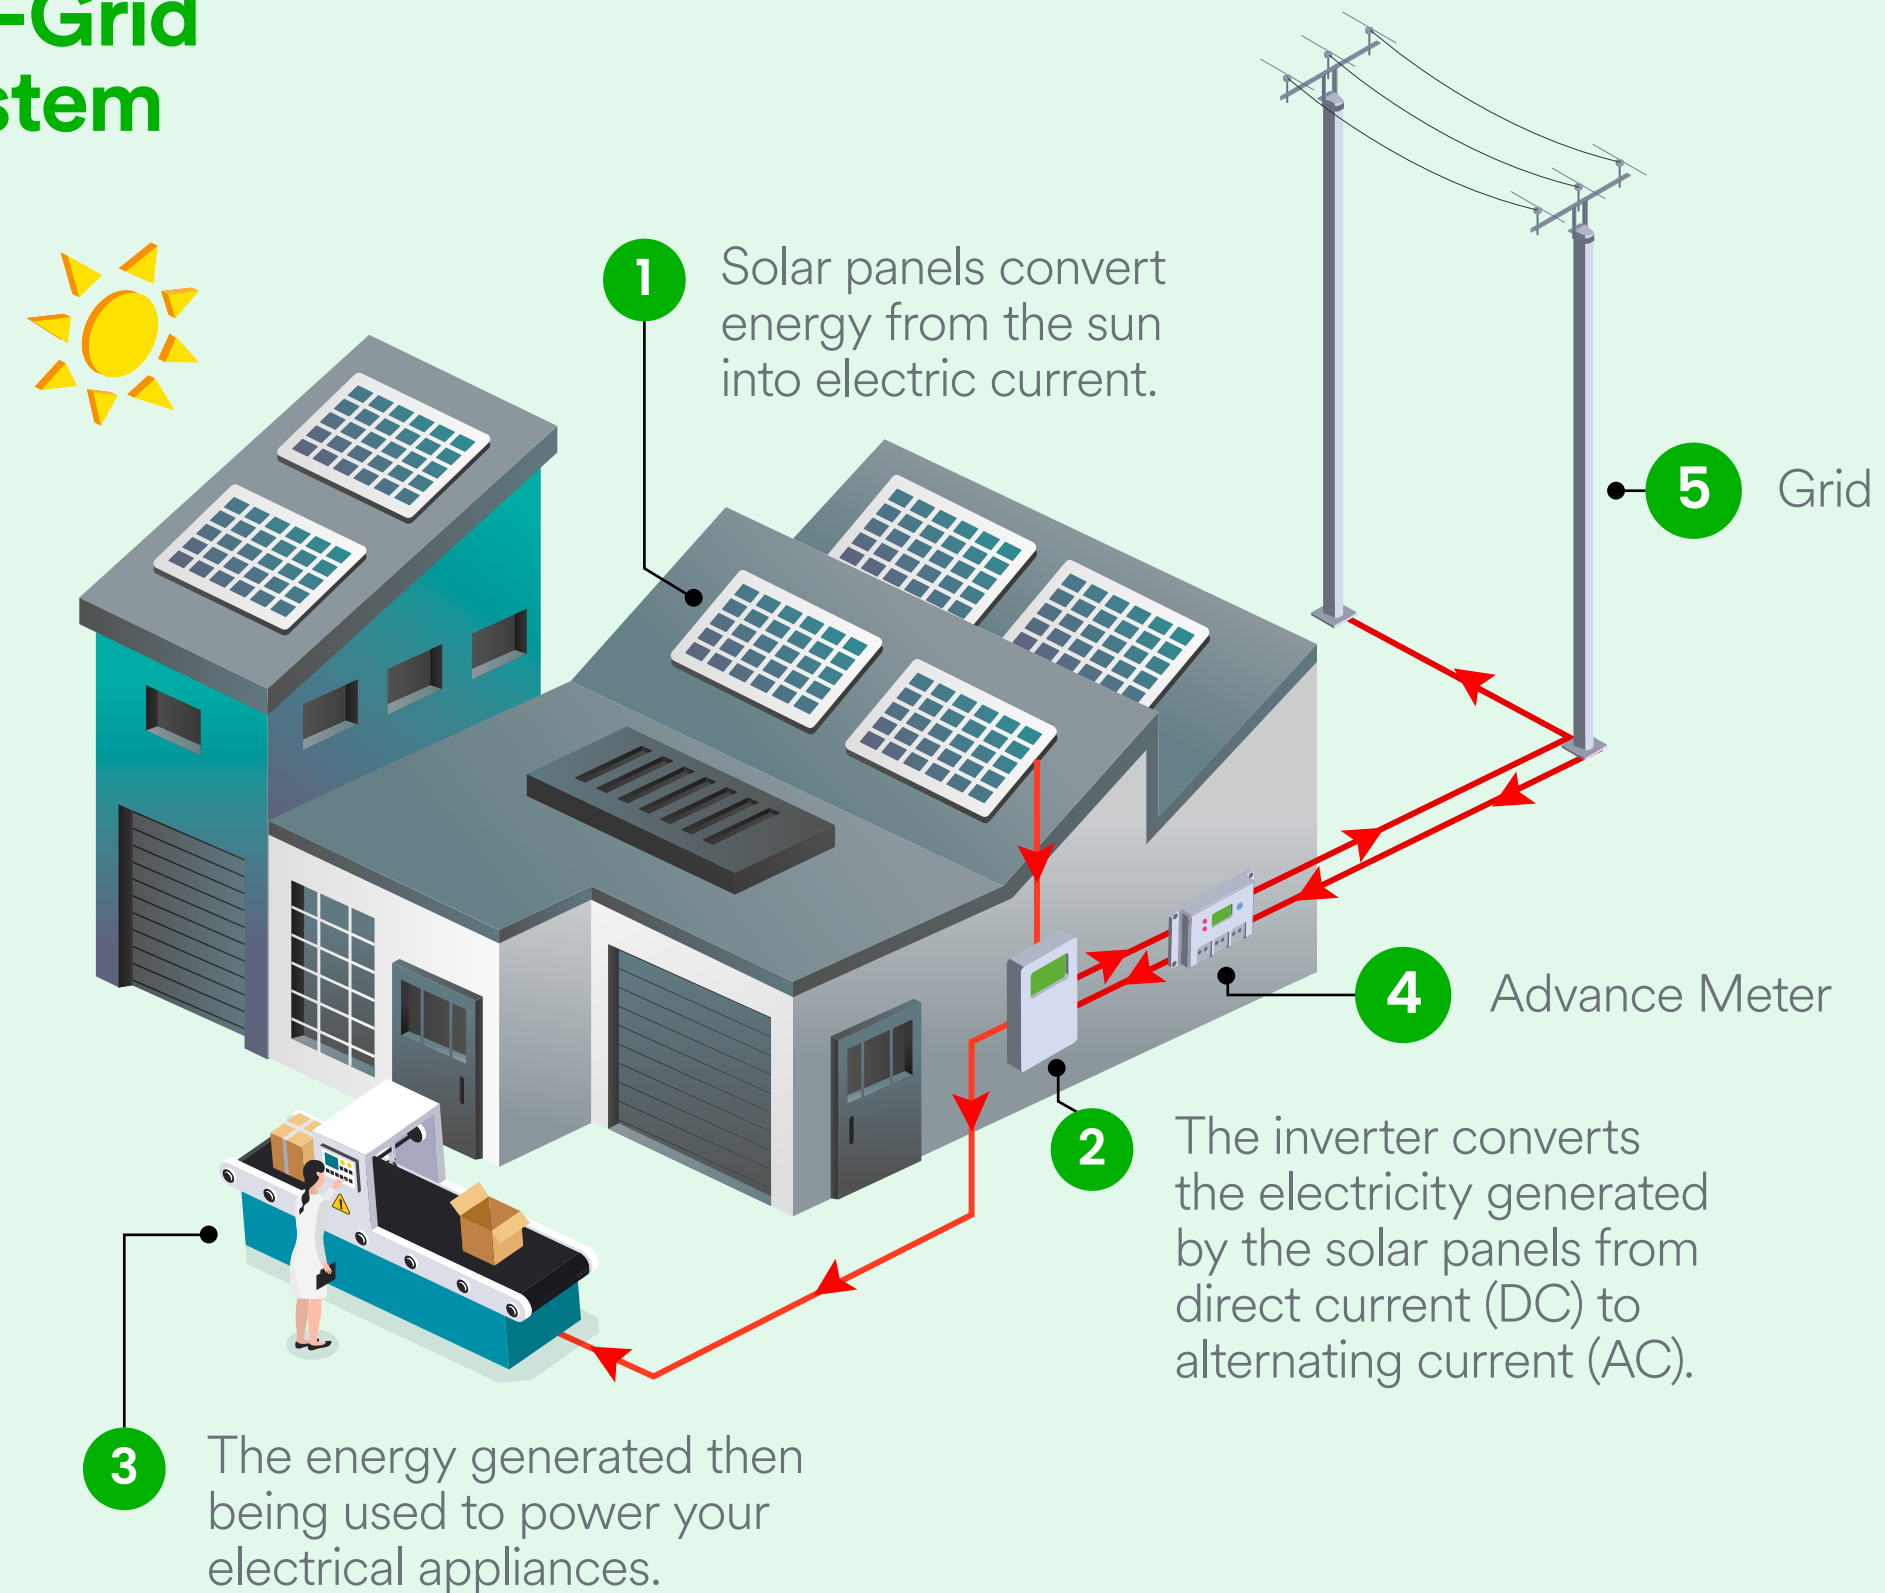 -Grid
stem
1
Solar panels convert
energy from the sun
into electric current.
5
Grid
4
Advance Meter
2
The inverter converts
the electricity generated
by the solar panels from
direct current (DC) to
alternating current (AC).
3
The energy generated then
being used to power your
electrical appliances.